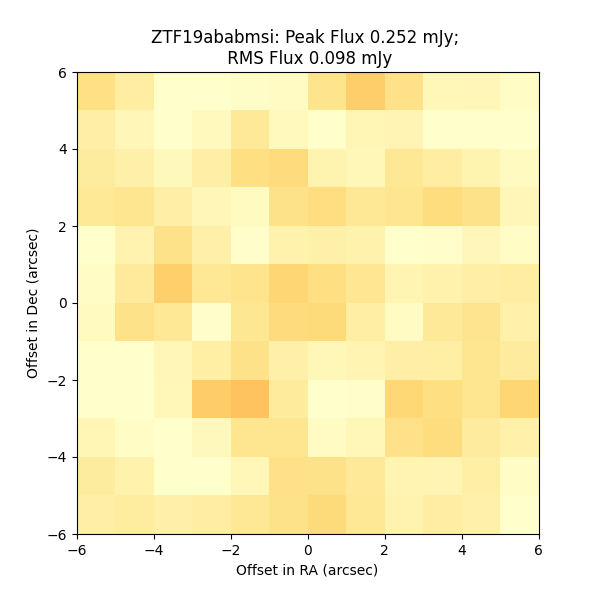 ZTF19ababmsi: Peak Flux 0.252 mJy;
RMS Flux 0.098 mJy
6
4
2
0
−2
−4
−6
Offset in Dec (arcsec)
−6 −4 −2 0 2 4 6
Offset in RA (arcsec)